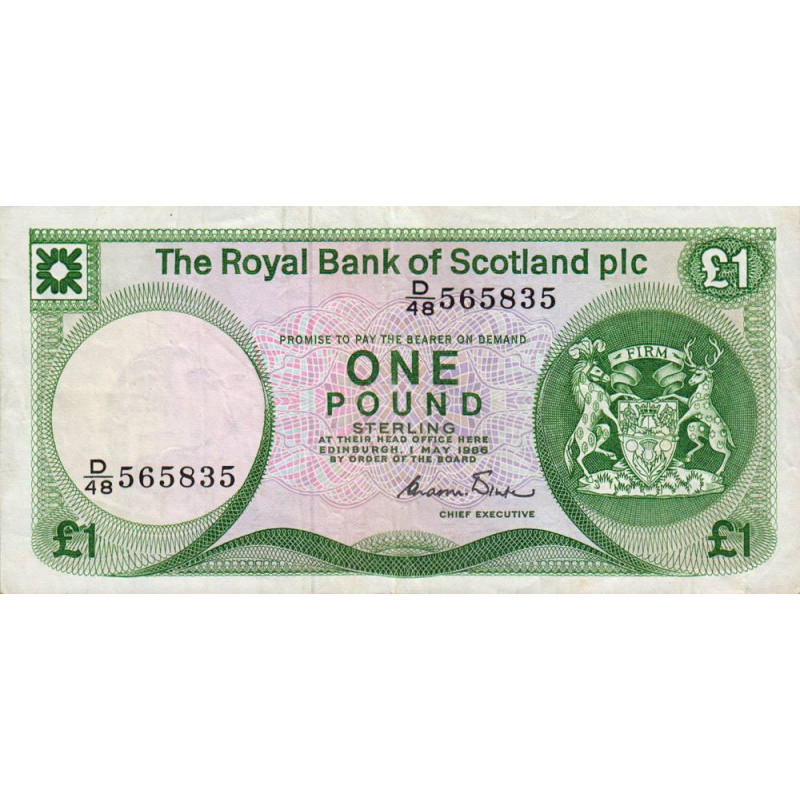 The Royal Bank of Scotland plc
£1
D/48 565835
PROMISE TO PAY THE BEARER ON DEMAND
ONE
POUND
STERLING
AT THEIR HEAD OFFICE HERE
EDINBURGH, 1 MAY 1986
BY ORDER OF THE BOARD
FIRM
D/48 565835
CHIEF EXECUTIVE
£1
£1